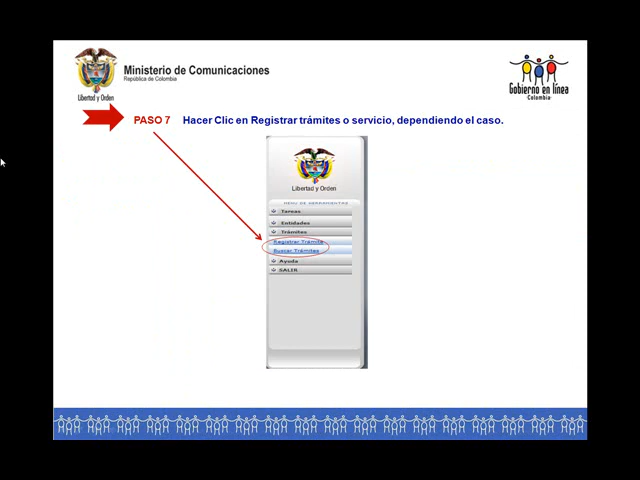 Ministerio de Comunicaciones
República de Colombia
Libertad y Orden
Gobierno en línea
Colombia
PASO 7 Hacer Clic en Registrar trámites o servicio, dependiendo el caso.
Libertad y Orden
MENU DE HERRAMIENTAS
Tareas
Entidades
Trámites
Registrar Trámite
Buscar Trámites
Ayuda
SALIR